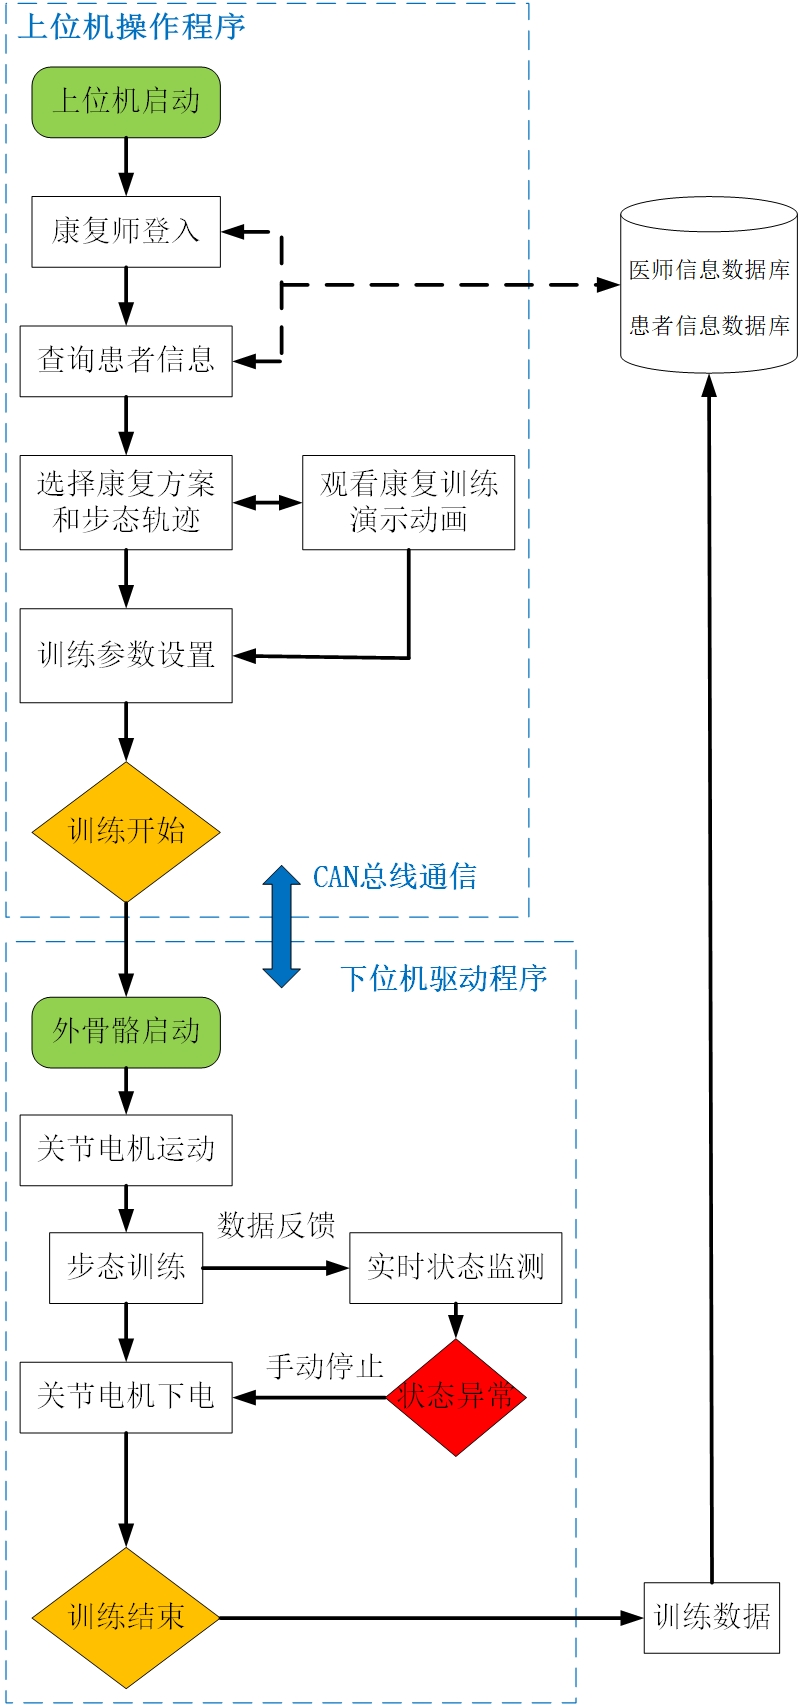 上位机操作程序
上位机启动
康复师登入
医师信息数据库
患者信息数据库
查询患者信息
选择康复方案
和步态轨迹
观看康复训练
演示动画
训练参数设置
训练开始
CAN总线通信
下位机驱动程序
外骨骼启动
关节电机运动
数据反馈
步态训练
实时状态监测
手动停止
关节电机下电
状态异常
训练结束
训练数据